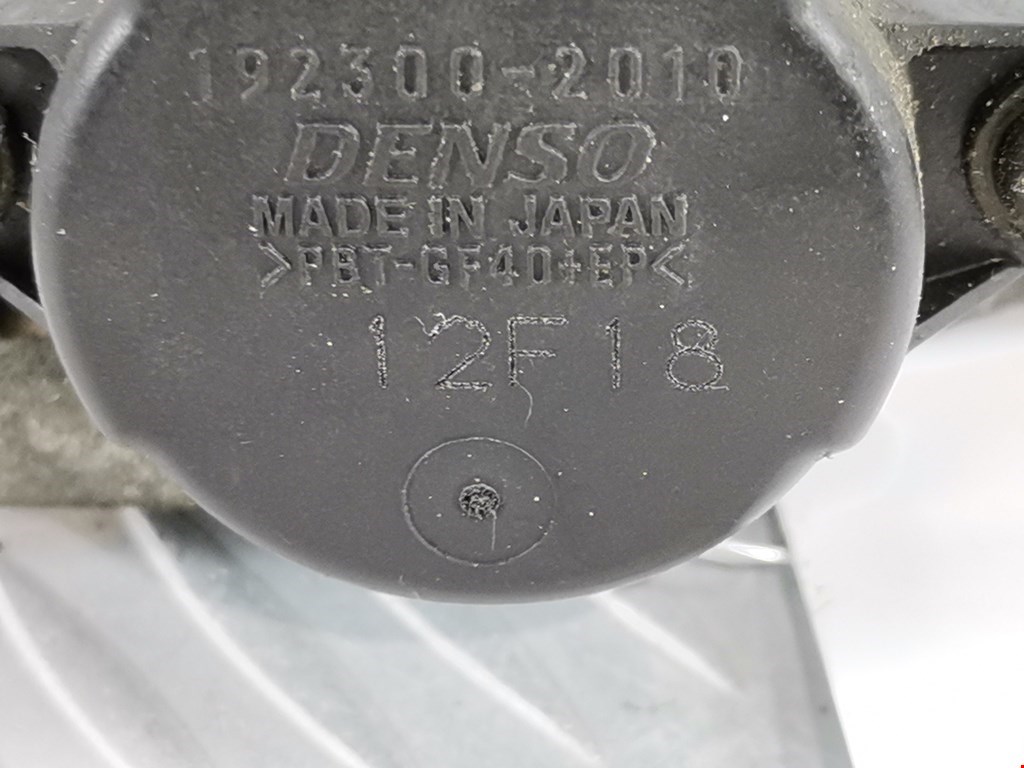 192300-2010
DENSO
MADE IN JAPAN
>PBT-GF40+EP<
12F18